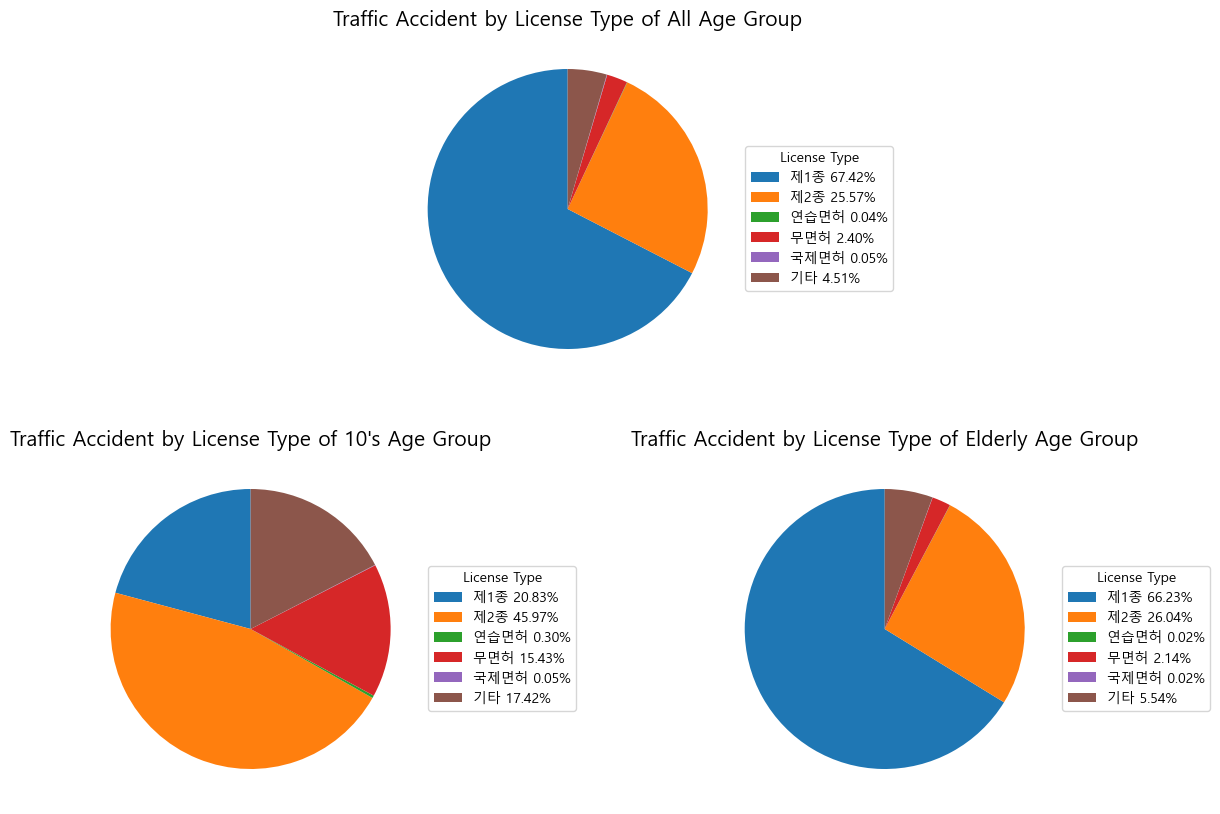 Traffic Accident by License Type of All Age Group
License Type
제1종 67.42%
제2종 25.57%
연습면허 0.04%
무면허 2.40%
국제면허 0.05%
기타 4.51%
Traffic Accident by License Type of 10's Age Group
License Type
제1종 20.83%
제2종 45.97%
연습면허 0.30%
무면허 15.43%
국제면허 0.05%
기타 17.42%
Traffic Accident by License Type of Elderly Age Group
License Type
제1종 66.23%
제2종 26.04%
연습면허 0.02%
무면허 2.14%
국제면허 0.02%
기타 5.54%